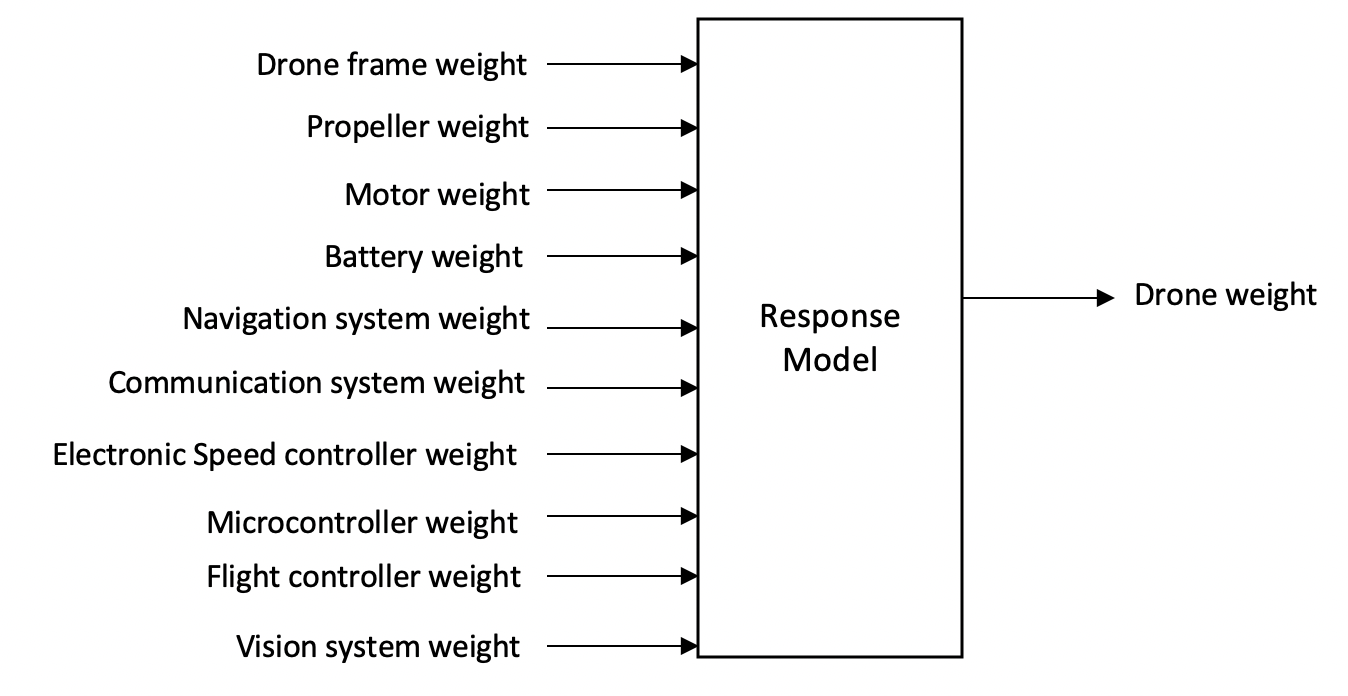 Drone frame weight
Propeller weight
Motor weight
Battery weight
Navigation system weight
Communication system weight
Electronic Speed controller weight
Microcontroller weight
Flight controller weight
Vision system weight
Response
Model
Drone weight